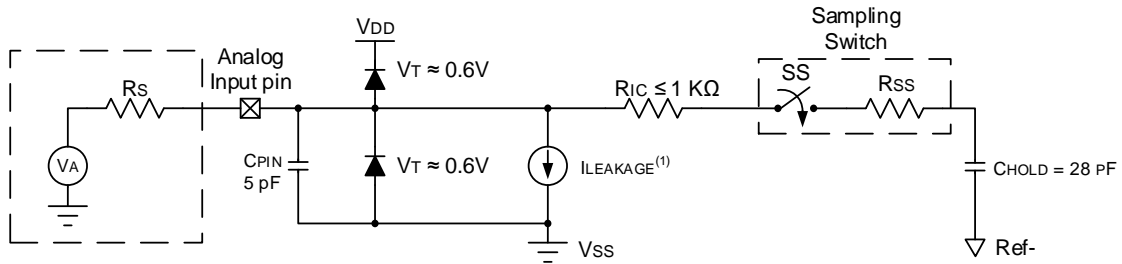 Sampling
Switch
VDD
Analog
Input pin
VT ≈ 0.6V
SS
RSS
RS
RIC ≤ 1 KΩ
VA
CPIN
5 pF
VT ≈ 0.6V
ILEAKAGE(1)
CHOLD = 28 PF
VSS
Ref-